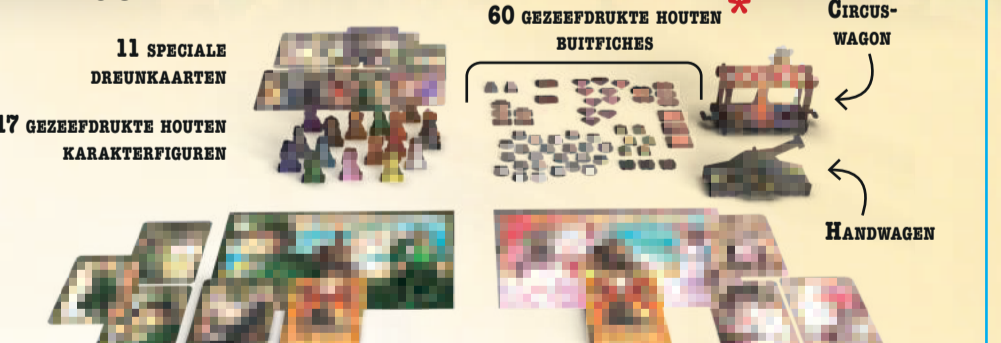 60 GEZEEFDRUKTE HOUTEN *
BUITFICHES
CIRCUS-
WAGON
11 SPECIALE
DREUNKAARTEN
17 GEZEEFDRUKTE HOUTEN
KARAKTERFIGUREN
HANDWAGEN